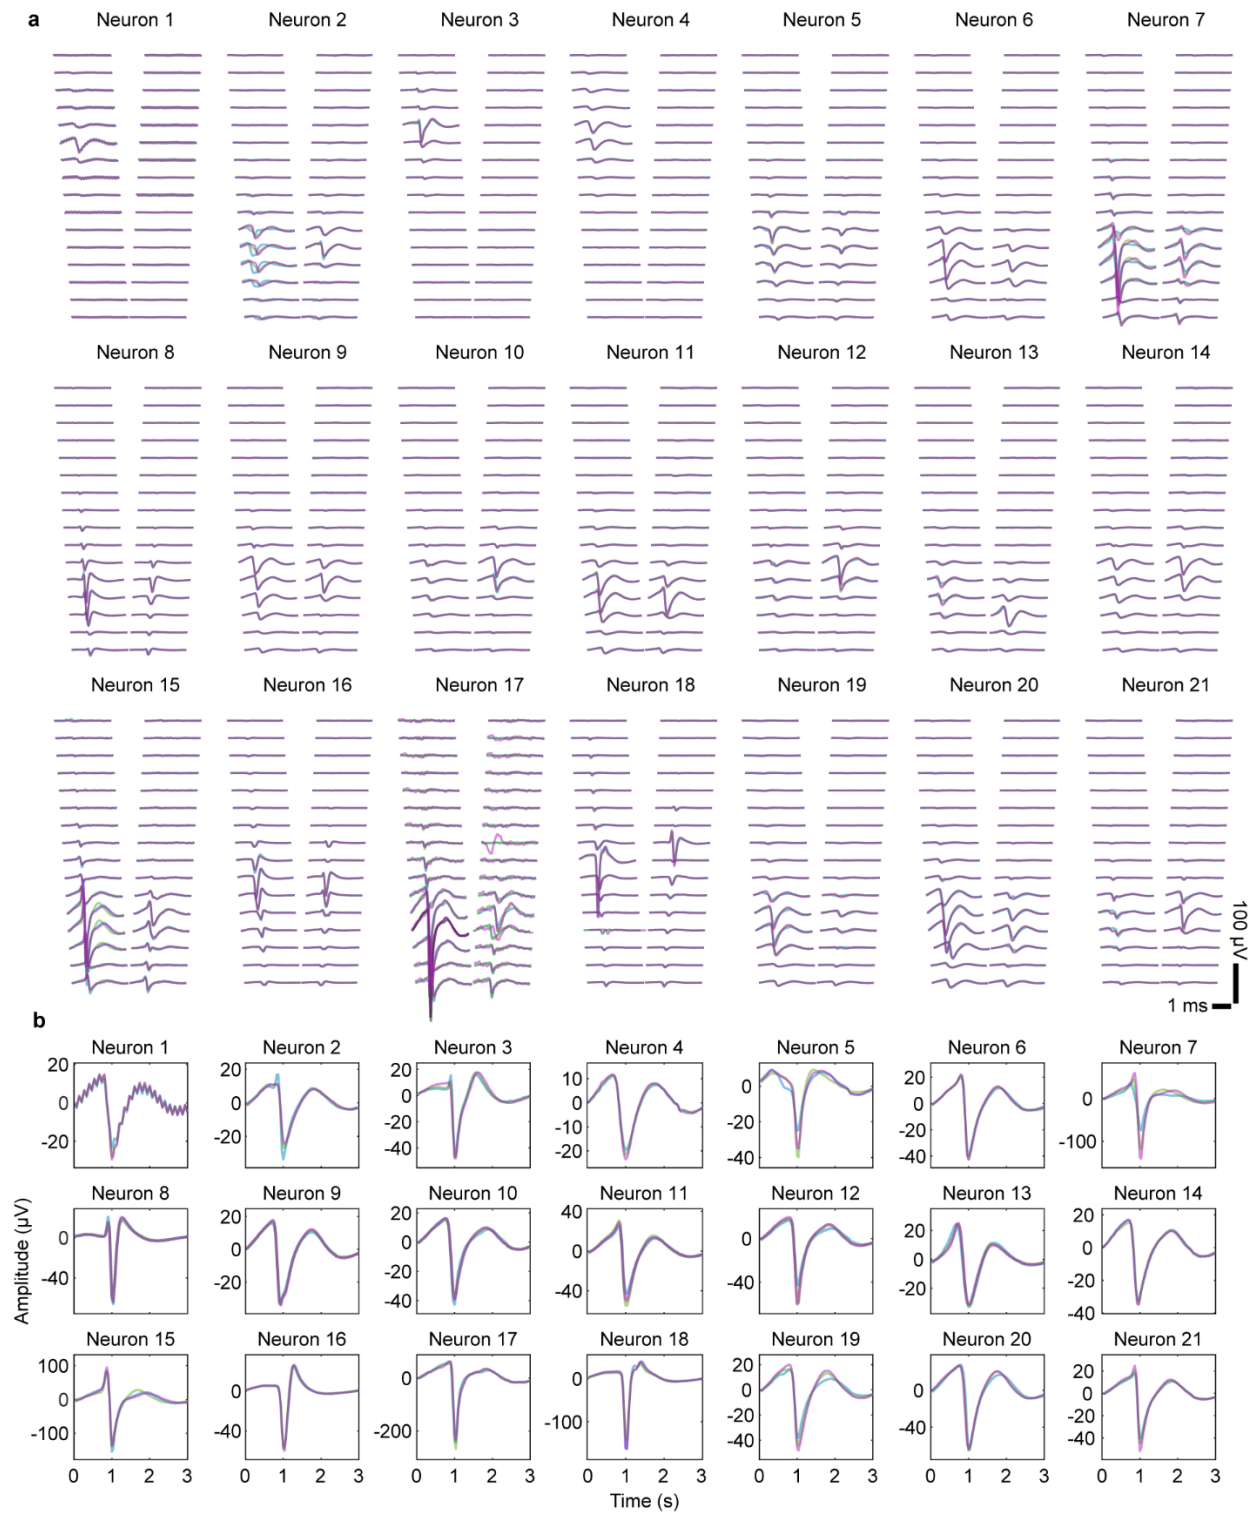 a
Neuron 1 Neuron 2 Neuron 3 Neuron 4 Neuron 5 Neuron 6 Neuron 7
Neuron 8 Neuron 9 Neuron 10 Neuron 11 Neuron 12 Neuron 13 Neuron 14
Neuron 15 Neuron 16 Neuron 17 Neuron 18 Neuron 19 Neuron 20 Neuron 21
100 µV
1 ms
b
Neuron 1 Neuron 2 Neuron 3 Neuron 4 Neuron 5 Neuron 6 Neuron 7
20 0 -20
20 0 -20
20 0 -20 -40
10 0 -10 -20
0 -20 -40
20 0 -20 -40
0 -100
Neuron 8 Neuron 9 Neuron 10 Neuron 11 Neuron 12 Neuron 13 Neuron 14
0 -40
20 0 -20
20 0 -20 -40
40 0 -40
20 0 -20 -40
20 0 -20
20 0 -20 -40
Neuron 15 Neuron 16 Neuron 17 Neuron 18 Neuron 19 Neuron 20 Neuron 21
100 0 -100
0 -40
0 -200
0 -100
20 0 -20 -40
20 0 -20 -40
20 0 -20 -40
0 1 2 3 0 1 2 3 0 1 2 3 0 1 2 3 0 1 2 3 0 1 2 3 0 1 2 3
Amplitude (µV)
Time (s)